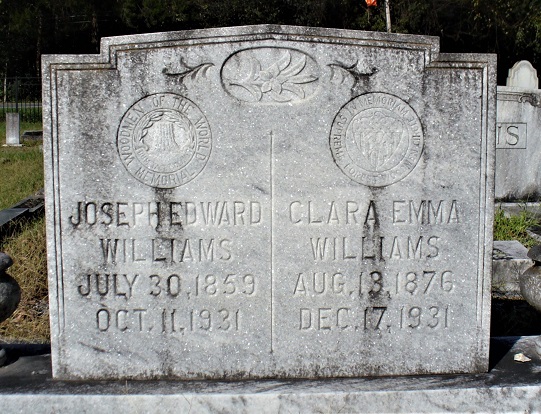 WOODMEN OF THE WORLD
MEMORIAL
JOSEPH EDWARD
WILLIAMS
JULY 30, 1859
OCT. 11, 1931
CLARA EMMA
WILLIAMS
AUG. 13, 1876
DEC. 17, 1931
IS